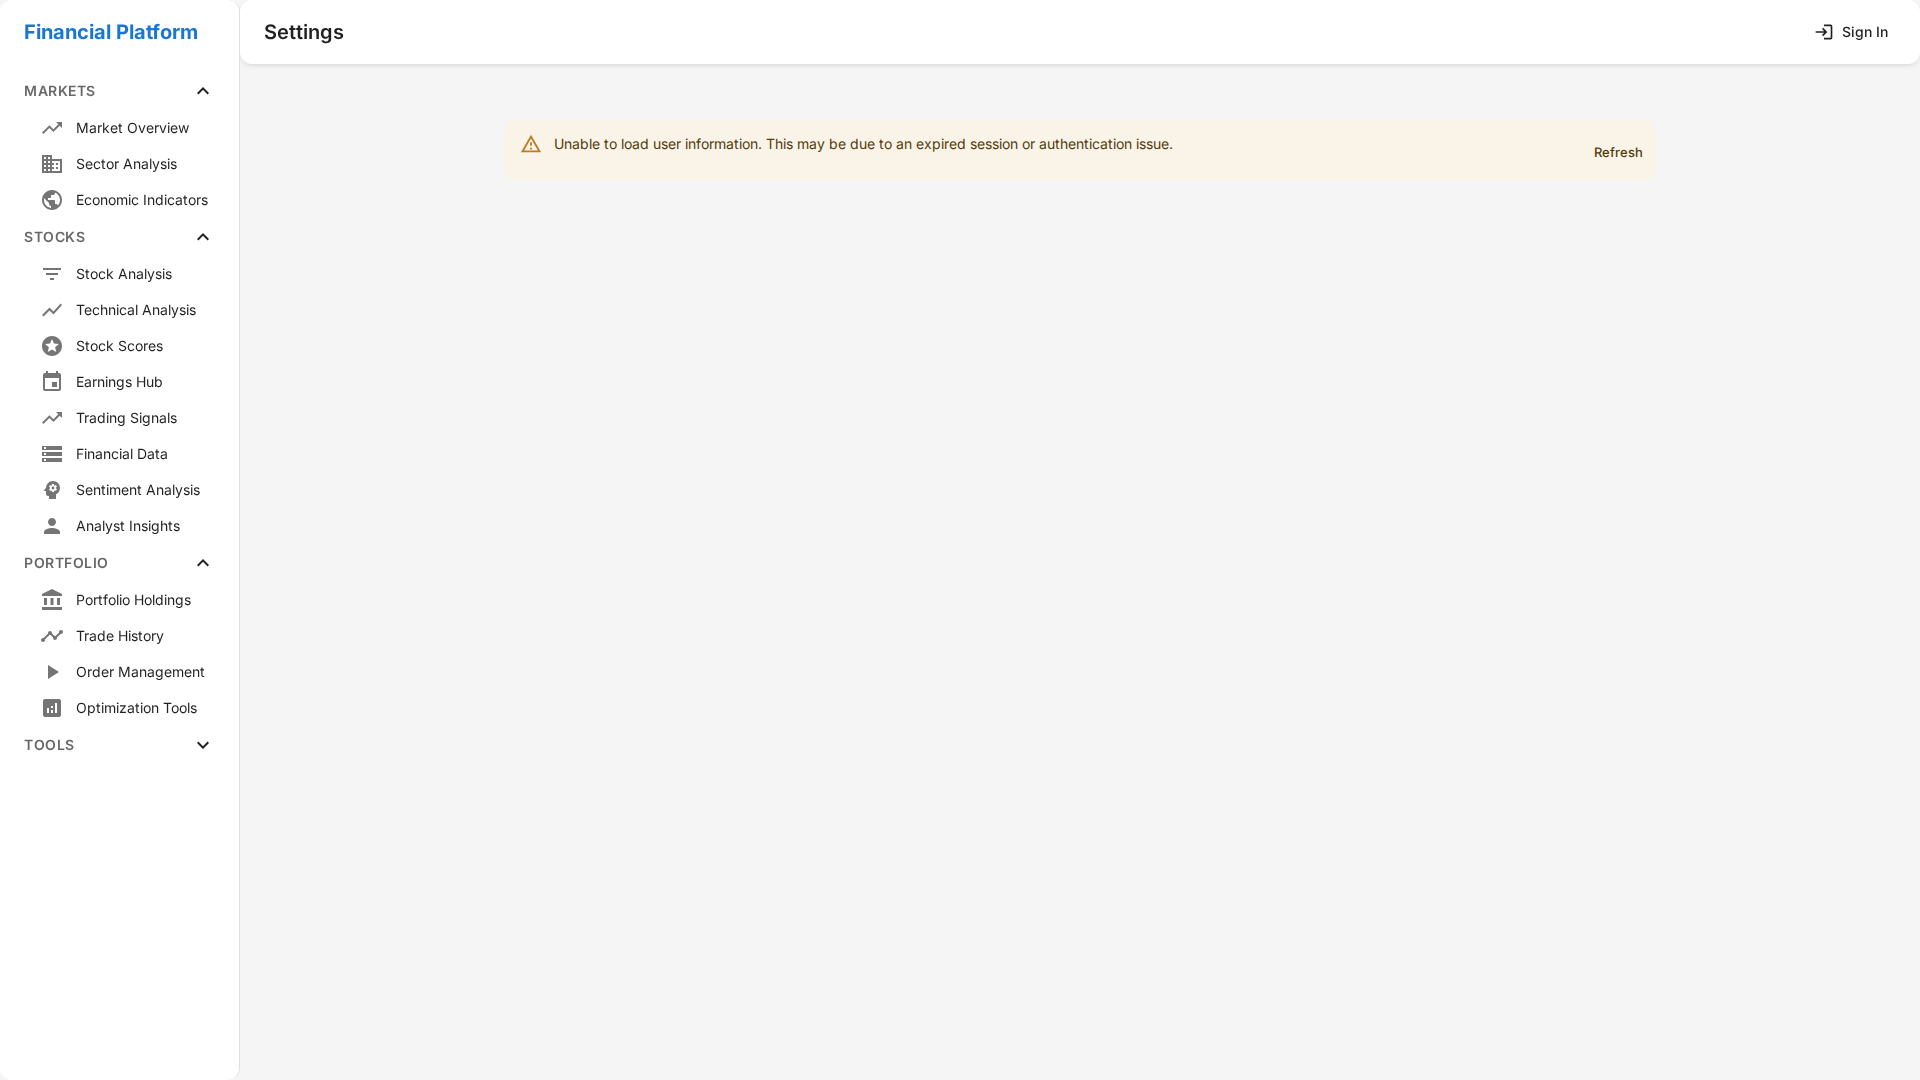 Financial Platform
Settings
Sign In
MARKETS
Market Overview
Sector Analysis
Economic Indicators
STOCKS
Stock Analysis
Technical Analysis
Stock Scores
Earnings Hub
Trading Signals
Financial Data
Sentiment Analysis
Analyst Insights
PORTFOLIO
Portfolio Holdings
Trade History
Order Management
Optimization Tools
TOOLS
Unable to load user information. This may be due to an expired session or authentication issue.
Refresh